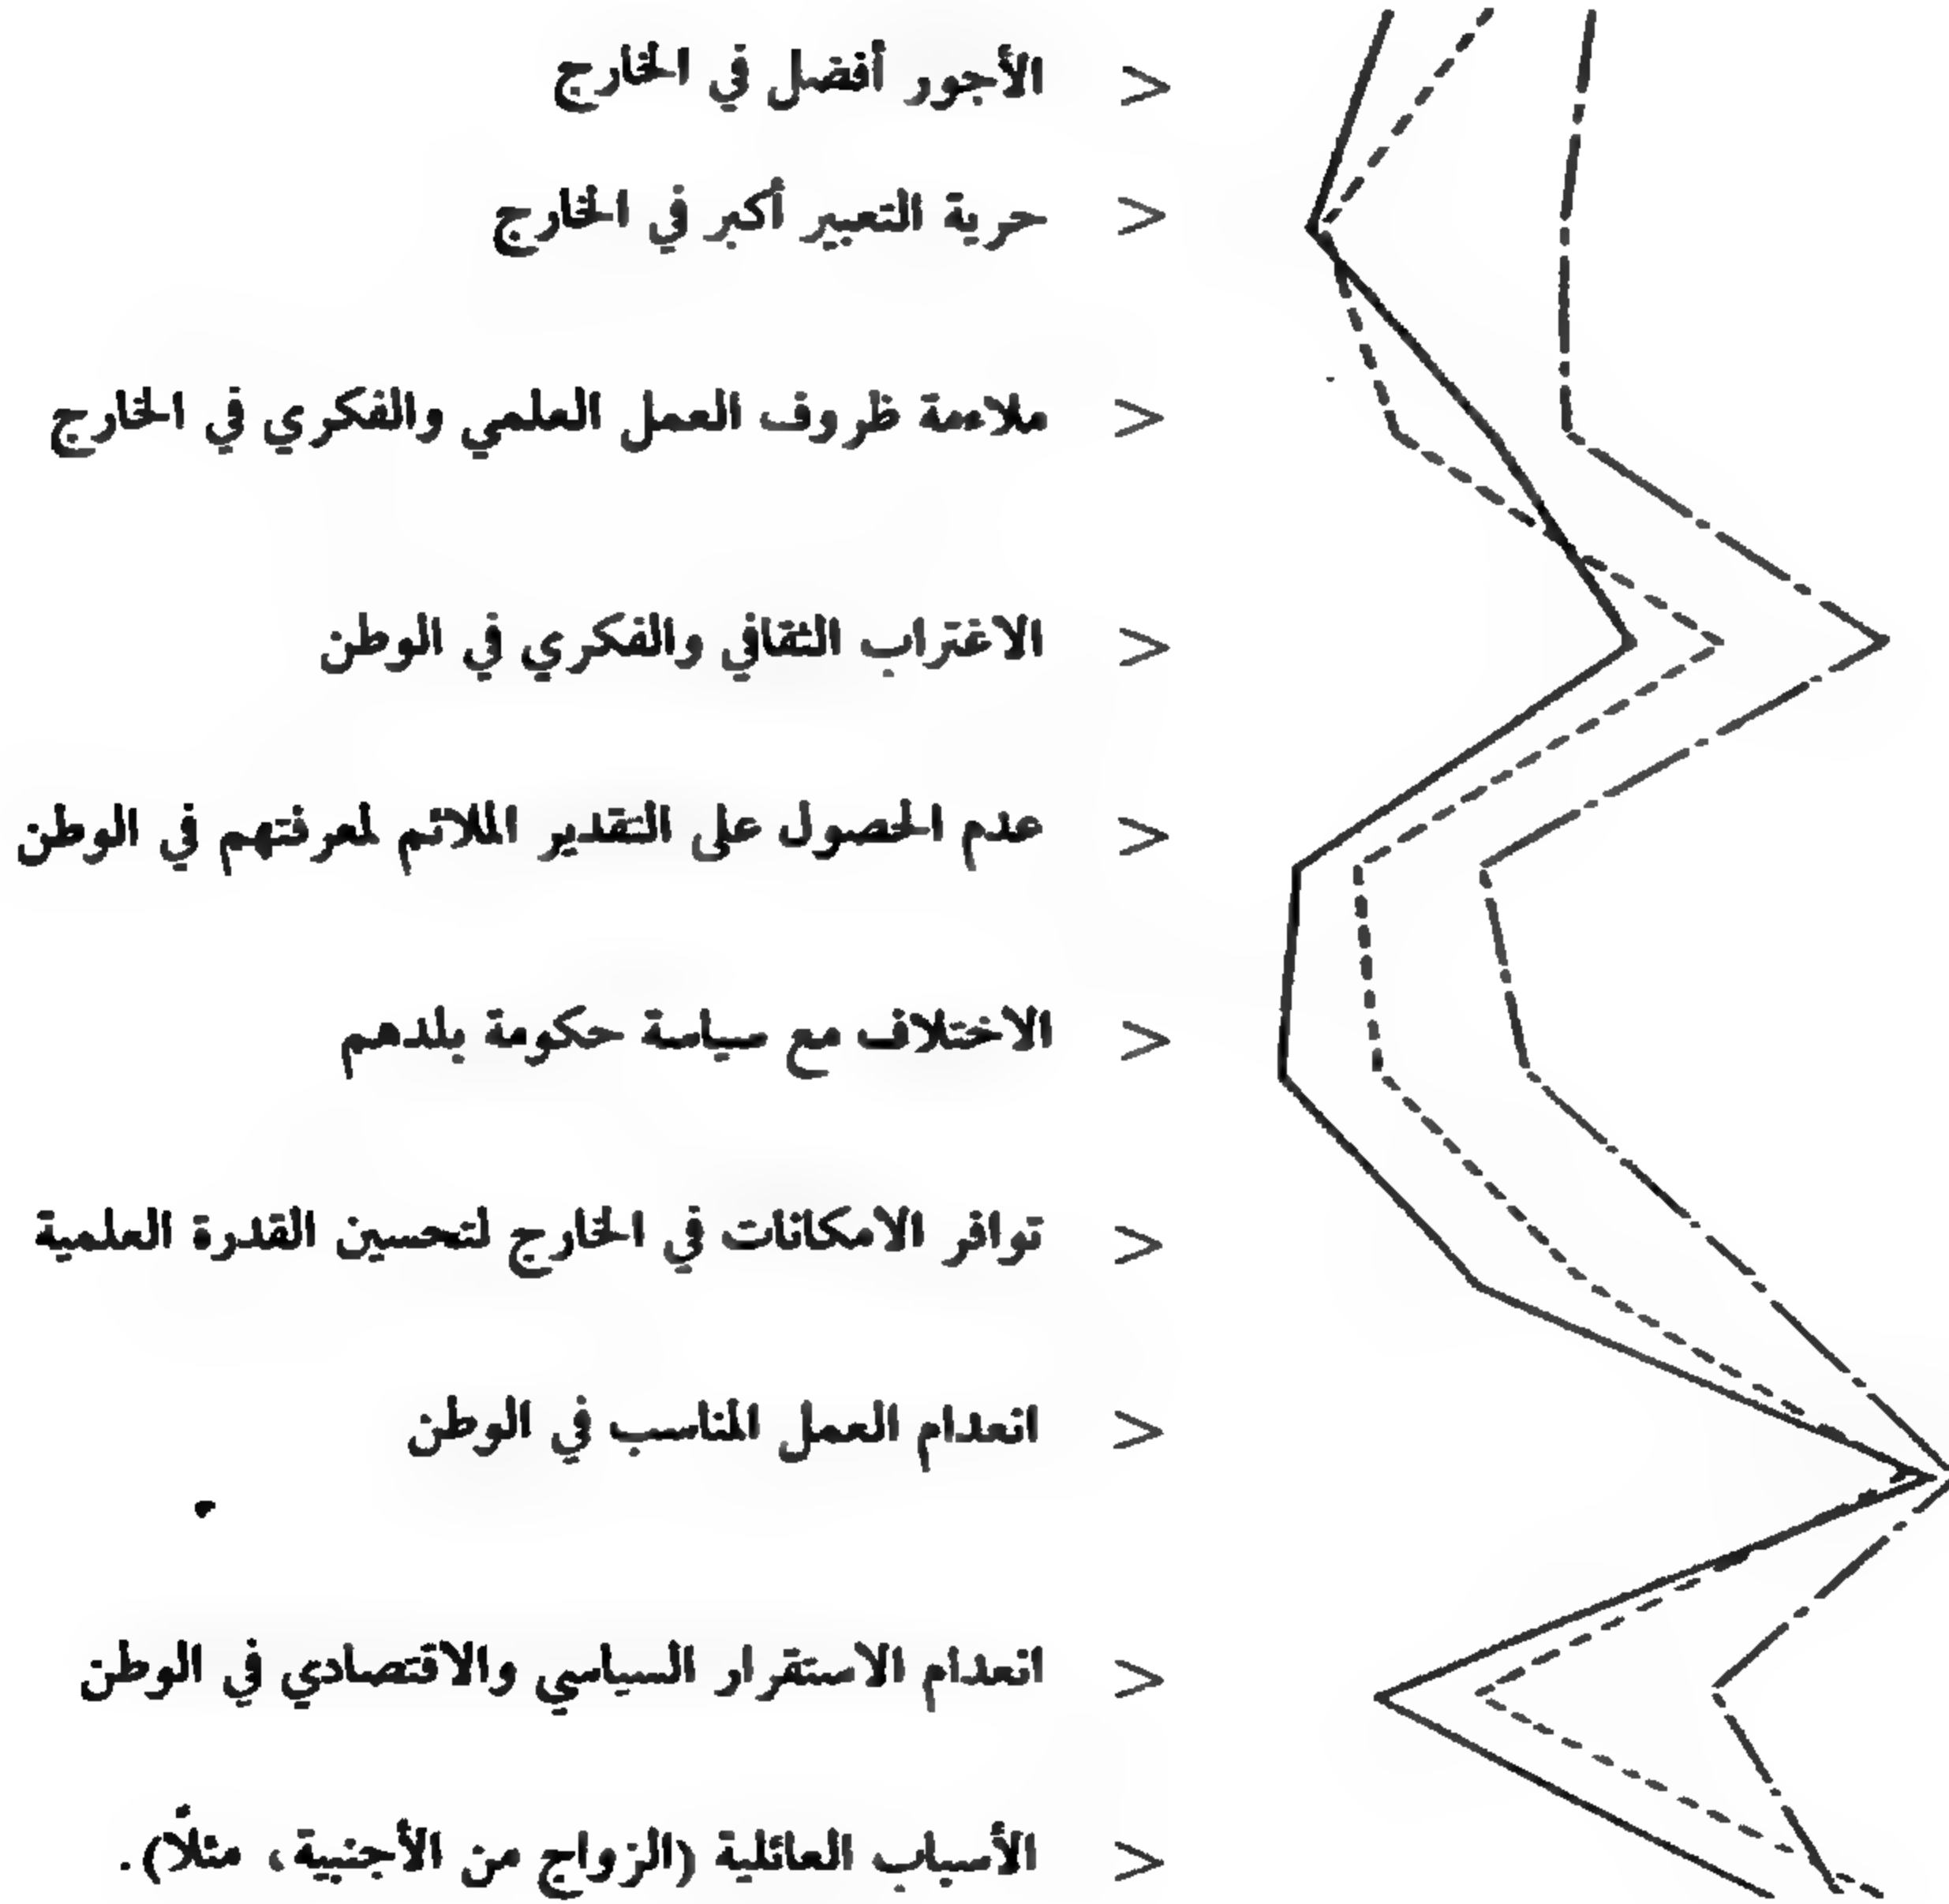 > الأجور أفضل في الخارج
> حرية التعبير أكبر في الخارج
> ملاءمة ظروف العمل العلمي والفكري في الخارج
> الاغتراب الثقافي والفكري في الوطن
> عدم الحصول على التقدير الملائم لمعرفتهم في الوطن
> الاختلاف مع سياسة حكومة بلدهم
> توافر الامكانات في الخارج لتحسين القدرة العلمية
> انعدام العمل المناسب في الوطن
> انعدام الاستقرار السياسي والاقتصادي في الوطن
> الأسباب العائلية (الزواج من الأجنبية، مثلاً).